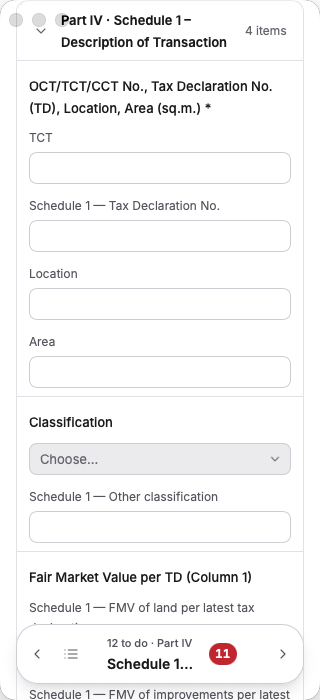 Part IV · Schedule 1 –
Description of Transaction
4 items
OCT/TCT/CCT No., Tax Declaration No.
(TD), Location, Area (sq.m.) *
TCT
Schedule 1 — Tax Declaration No.
Location
Area
Classification
Choose...
Schedule 1 — Other classification
Fair Market Value per TD (Column 1)
Schedule 1 — FMV of land per latest tax
12 to do · Part IV
Schedule 1...
11
Schedule 1 — FMV of improvements per latest